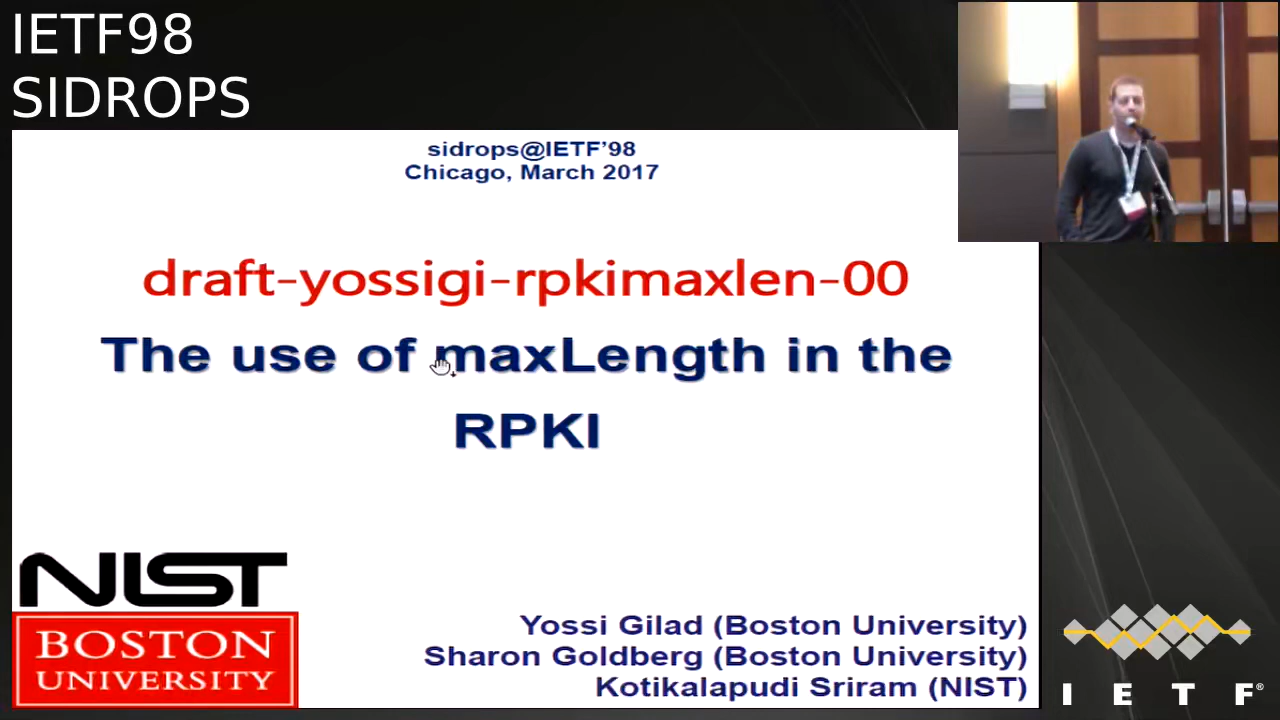 IETF98
SIDROPS
sidrops@IETF’98
Chicago, March 2017
draft-yossigi-rpkimaxlen-00
The use of maxLength in the
RPKI
NIST
BOSTON
UNIVERSITY
Yossi Gilad (Boston University)
Sharon Goldberg (Boston University)
Kotikalapudi Sriram (NIST)
I E T F®